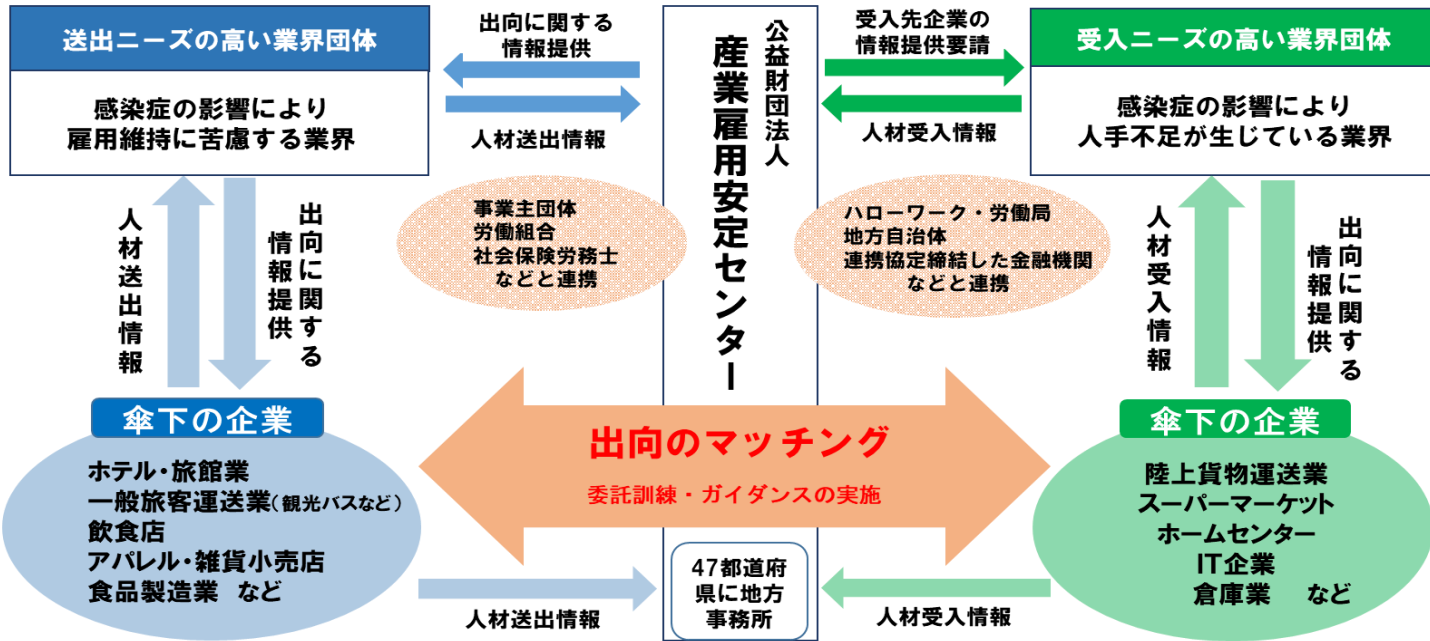 送出ニーズの高い業界団体
感染症の影響により
雇用維持に苦慮する業界
出向に関する
情報提供
人材送出情報
公益財団法人
産業雇用安定センター
受入先企業の
情報提供要請
人材受入情報
受入ニーズの高い業界団体
感染症の影響により
人手不足が生じている業界
事業主団体
労働組合
社会保険労務士
などと連携
ハローワーク・労働局
地方自治体
連携協定締結した金融機関
などと連携
人材送出情報
出向に関する
情報提供
人材受入情報
出向に関する
情報提供
傘下の企業
ホテル・旅館業
一般旅客運送業(観光バスなど)
飲食店
アパレル・雑貨小売店
食品製造業 など
出向のマッチング
委託訓練・ガイダンスの実施
傘下の企業
陸上貨物運送業
スーパーマーケット
ホームセンター
IT企業
倉庫業 など
人材送出情報
47都道府
県に地方
事務所
人材受入情報